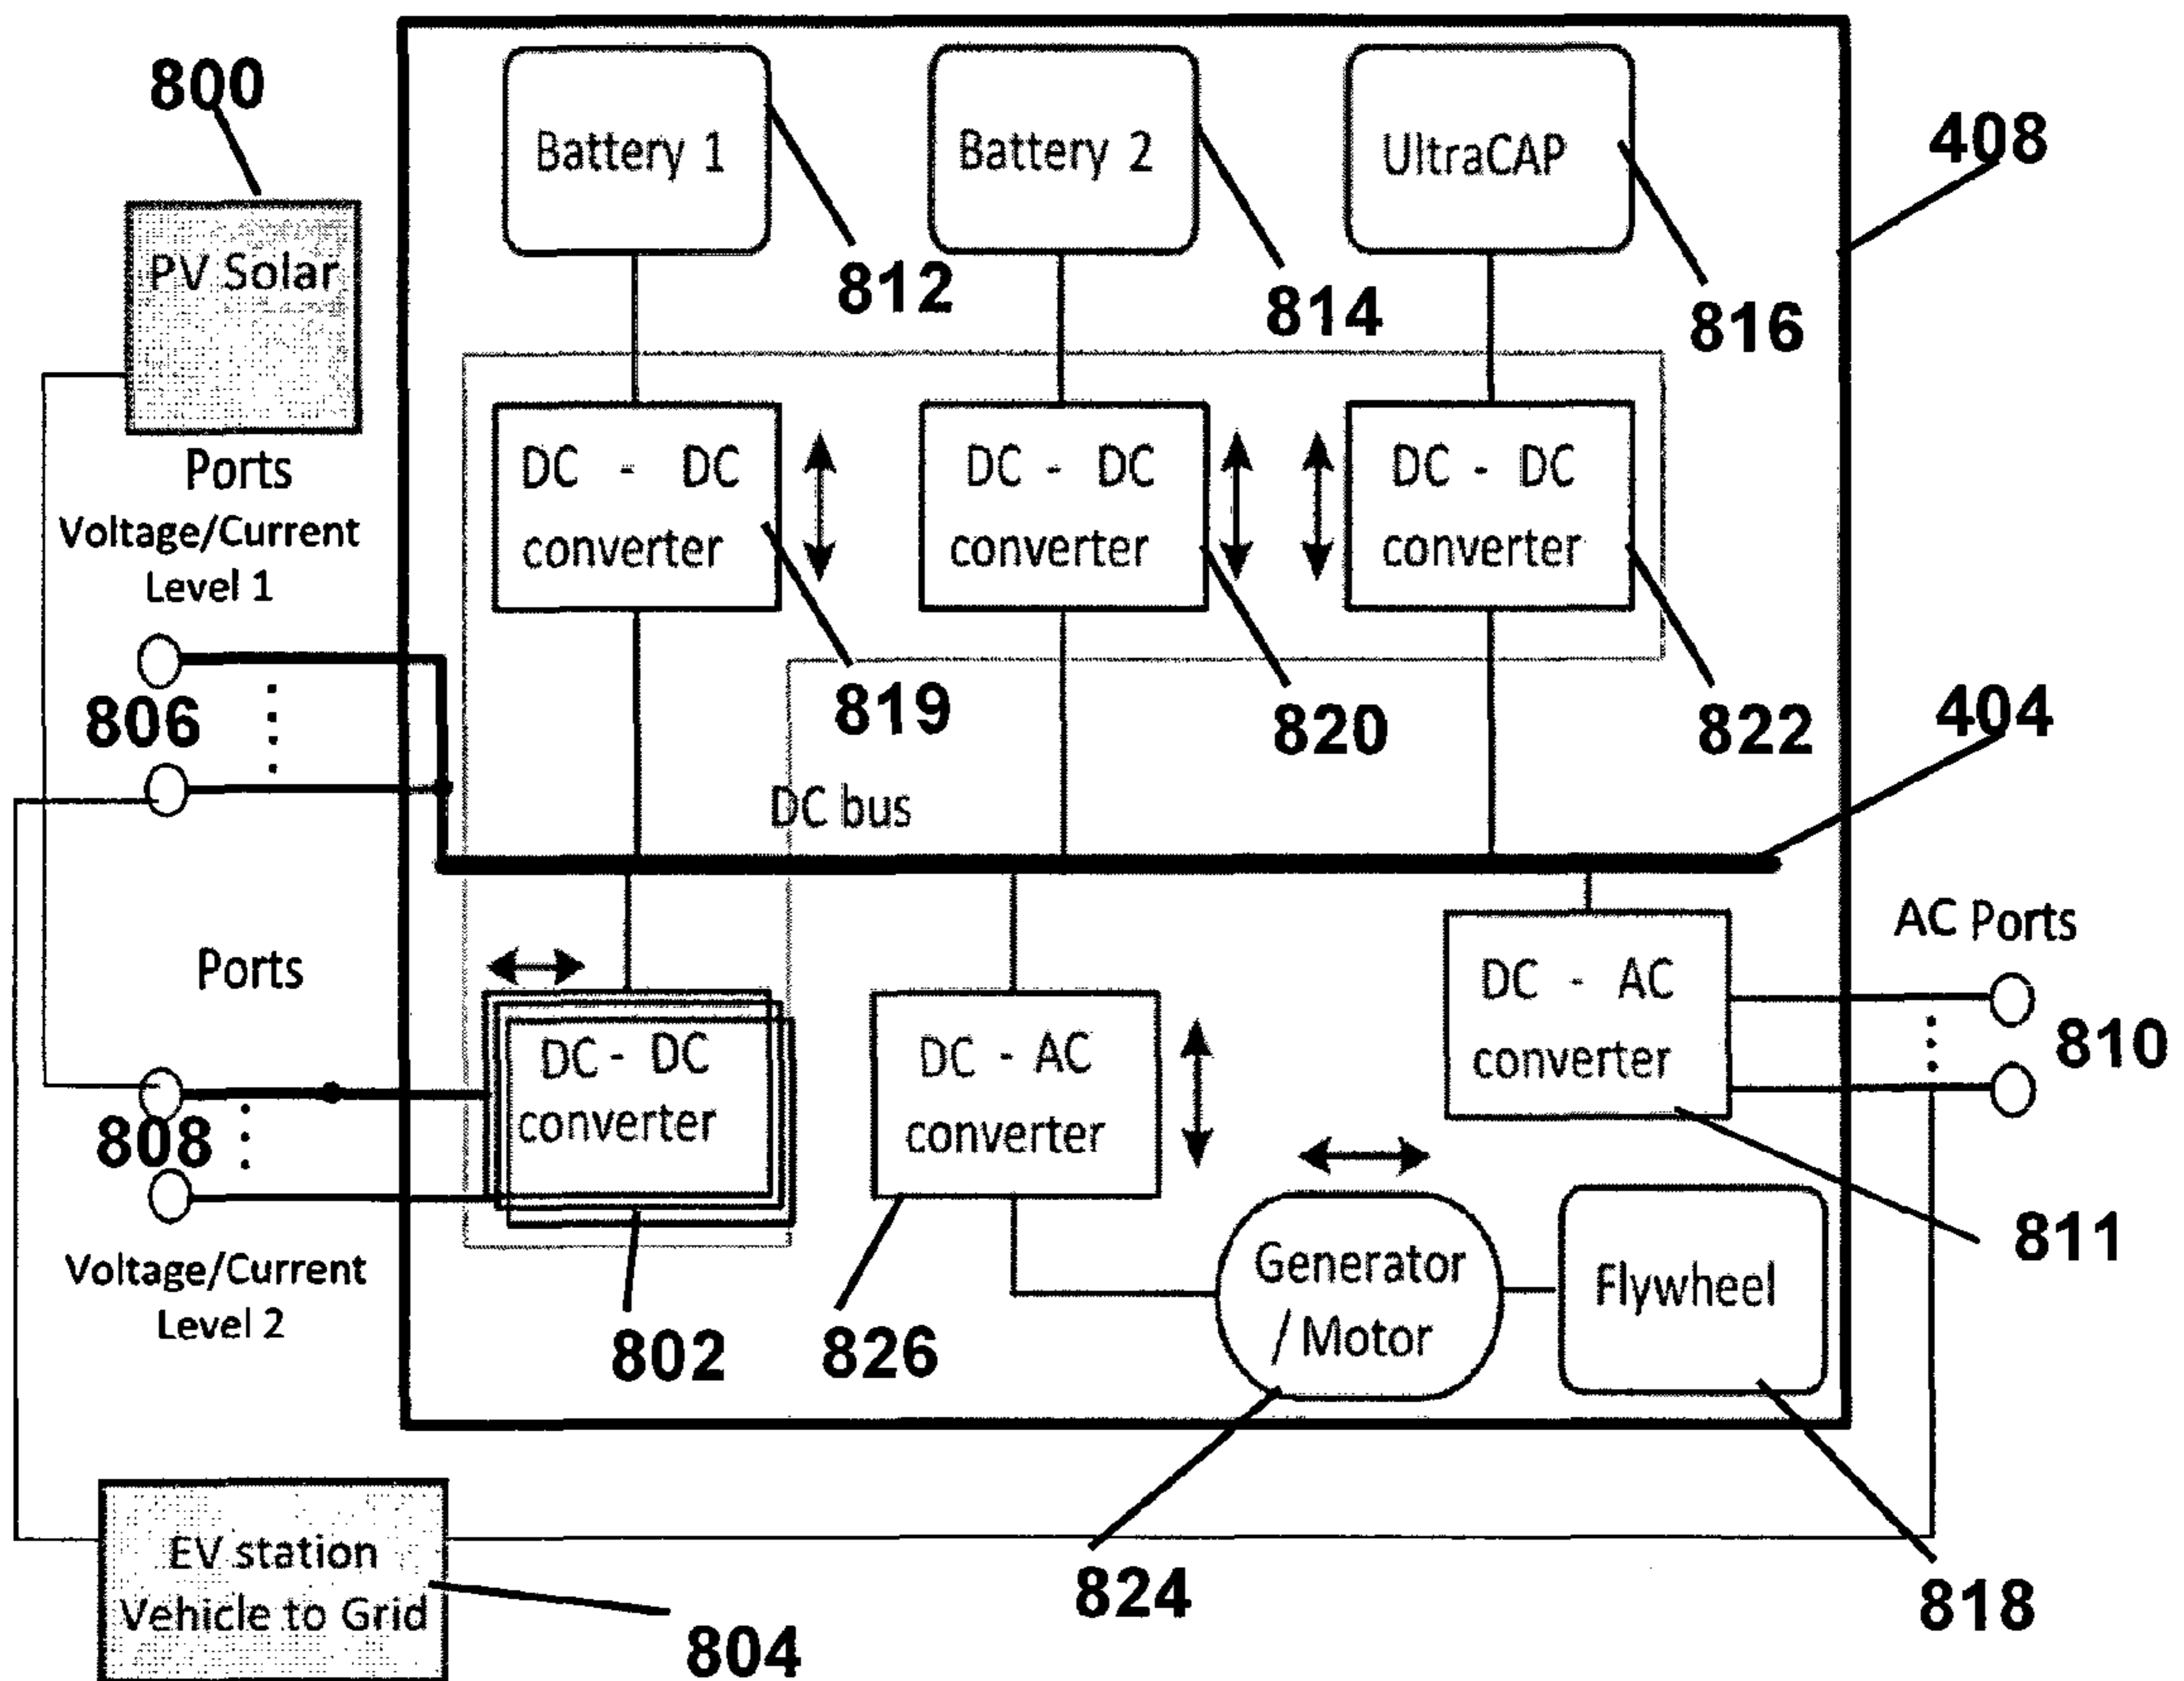 800
Battery 1
Battery 2
UltraCAP
408
PV Solar
812
814
816
Ports
Voltage/Current
Level 1
DC - DC
converter
DC - DC
converter
DC - DC
converter
806
819
820
822
404
DC bus
Ports
AC Ports
DC - DC
converter
DC - AC
converter
DC - AC
converter
810
808
Voltage/Current
Level 2
802
826
Generator
/ Motor
Flywheel
811
EV station
Vehicle to Grid
804
824
818